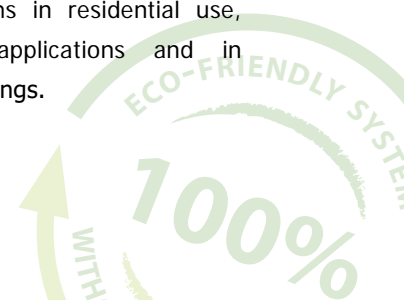 ns in residential use,
applications and in
ngs.
ECO-FRIENDLY SYSTEM
100%
WITH